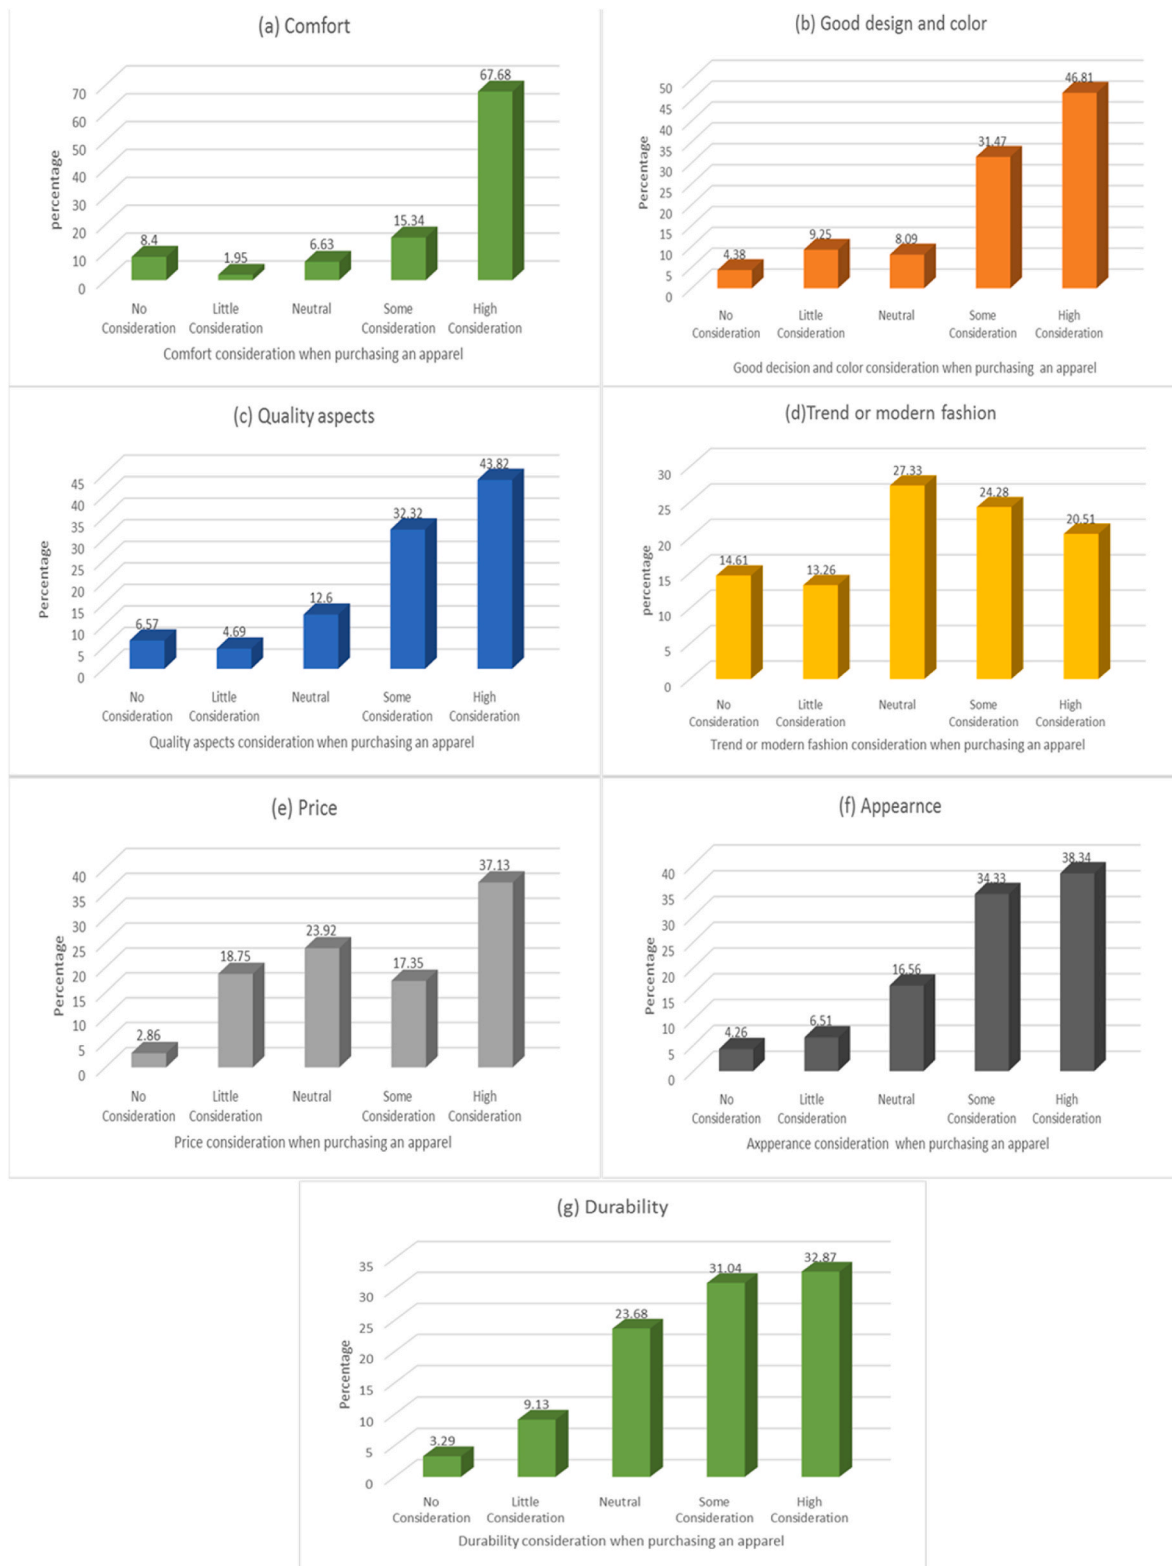 (a) Comfort
percentage
70
60
50
40
30
20
10
0
8.4
1.95
6.63
15.34
67.68
No Consideration
Little Consideration
Neutral
Some Consideration
High Consideration
Comfort consideration when purchasing an apparel
(b) Good design and color
Percentage
50
45
40
35
30
25
20
15
10
5
0
4.38
9.25
8.09
31.47
46.81
No Consideration
Little Consideration
Neutral
Some Consideration
High Consideration
Good decision and color consideration when purchasing an apparel
(c) Quality aspects
Percentage
45
40
35
30
25
20
15
10
5
0
6.57
4.69
12.6
32.32
43.82
No Consideration
Little Consideration
Neutral
Some Consideration
High Consideration
Quality aspects consideration when purchasing an apparel
(d)Trend or modern fashion
percentage
30
25
20
15
10
5
0
14.61
13.26
27.33
24.28
20.51
No Consideration
Little Consideration
Neutral
Some Consideration
High Consideration
Trend or modern fashion consideration when purchasing an apparel
(e) Price
Percentage
40
35
30
25
20
15
10
5
0
2.86
18.75
23.92
17.35
37.13
No Consideration
Little Consideration
Neutral
Some Consideration
High Consideration
Price consideration when purchasing an apparel
(f) Appearnce
Percentage
40
35
30
25
20
15
10
5
0
4.26
6.51
16.56
34.33
38.34
No Consideration
Little Consideration
Neutral
Some Consideration
High Consideration
Axpperance consideration when purchasing an apparel
(g) Durability
Percentage
35
30
25
20
15
10
5
0
3.29
9.13
23.68
31.04
32.87
No Consideration
Little Consideration
Neutral
Some Consideration
High Consideration
Durability consideration when purchasing an apparel